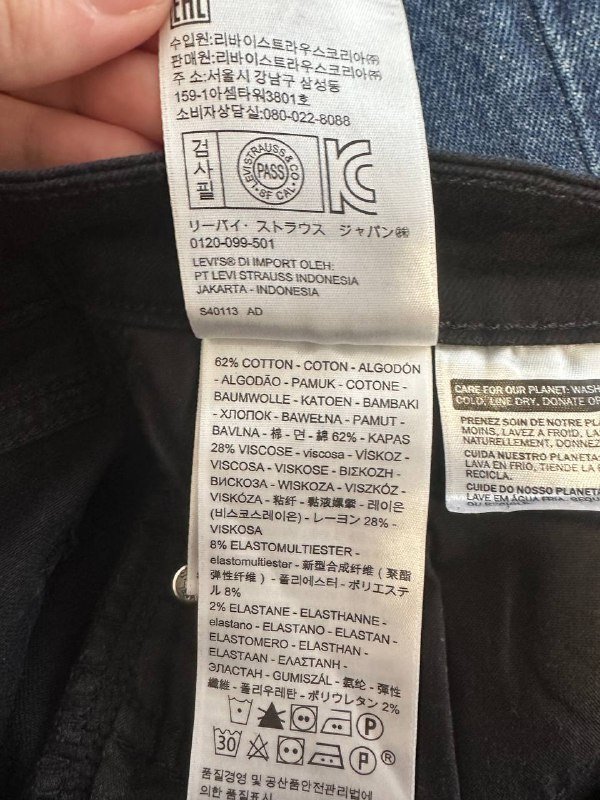 EAC
수입원:리바이스트라우스코리아㈜
판매원:리바이스트라우스코리아㈜
주 소:서울시 강남구 삼성동
159-1아셈타워3801호
소비자상담실:080-022-8088
검사필
LEVI STRAUSS & CO
PASS
SF CAL.
KC
リーバイ・ストラウス ジャパン㈱
0120-099-501
LEVI'S® DI IMPORT OLEH:
PT LEVI STRAUSS INDONESIA
JAKARTA - INDONESIA
S40113 AD
62% COTTON - COTON - ALGODÓN
- ALGODÃO - PAMUK - COTONE -
BAUMWOLLE - KATOEN - BAMBAKI
- ХЛОПОК - BAWEŁNA - PAMUT -
BAVLNA - 棉 - 면 - 綿 62% - KAPAS
28% VISCOSE - viscosa - VÍSKOZ -
VISCOSA - VISKOSE - ΒΙΣΚΟΖΗ -
ВИСКОЗА - WISKOZA - VISZKÓZ -
VISKÓZA - 粘纤 - 黏液縲縈 - 레이온
(비스코스레이온) - レーヨン 28% -
VISKOSA
8% ELASTOMULTIESTER -
elastomultiester - 新型合成纤维（聚酯
弹性纤维） - 폴리에스터 - ポリエステ
ル 8%
2% ELASTANE - ELASTHANNE -
elastano - ELASTANO - ELASTAN -
ELASTOMERO - ELASTHAN -
ELASTAAN - ΕΛΑΣΤΑΝΗ -
ЭЛАСТАН - GUMISZÁL - 氨纶 - 彈性
纖維 - 폴리우레탄 - ポリウレタン 2%
P
30 P ®
품질경영 및 공산품안전관리법에
의한 품질표시
CARE FOR OUR PLANET: WASH
COLD, LINE DRY, DONATE OR
PRENEZ SOIN DE NOTRE PL
MOINS, LAVEZ A FROID, LA
NATURELLEMENT, DONNEZ
CUIDA NUESTRO PLANETA
LAVA EN FRIO, TIENDE LA
RECICLA.
CUIDE DO NOSSO PLANETA
LAVE EM ÁGUA FRIA,